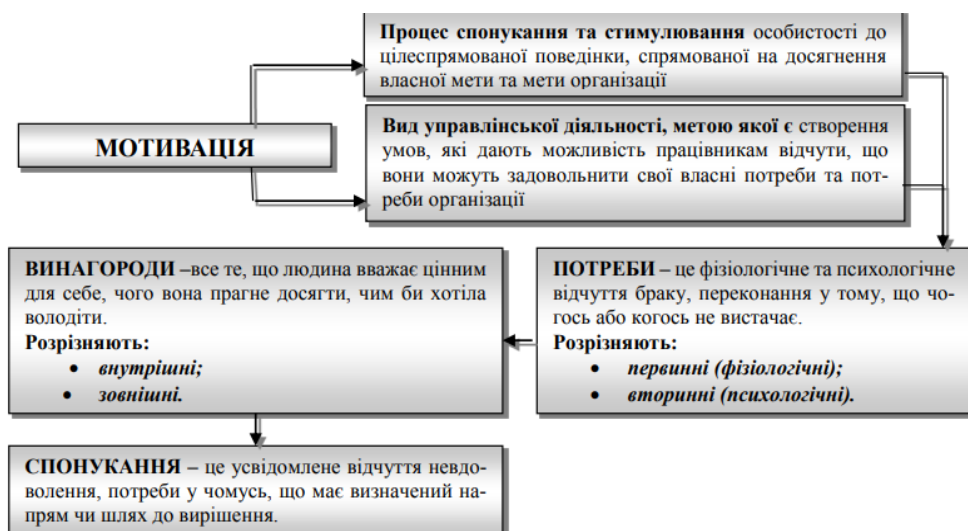 Процес спонукання та стимулювання особистості до
цілеспрямованої поведінки, спрямованої на досягнення
власної мети та мети організації
МОТИВАЦІЯ
Вид управлінської діяльності, метою якої є створення
умов, які дають можливість працівникам відчути, що
вони можуть задовольнити свої власні потреби та пот-
реби організації
ВИНАГОРОДИ –все те, що людина вважає цінним
для себе, чого вона прагне досягти, чим би хотіла
володіти.
Розрізняють:
• внутрішні;
• зовнішні.
ПОТРЕБИ – це фізіологічне та психологічне
відчуття браку, переконання у тому, що чо-
гось або когось не вистачає.
Розрізняють:
• первинні (фізіологічні);
• вторинні (психологічні).
СПОНУКАННЯ – це усвідомлене відчуття невдо-
волення, потреби у чомусь, що має визначений на-
прям чи шлях до вирішення.